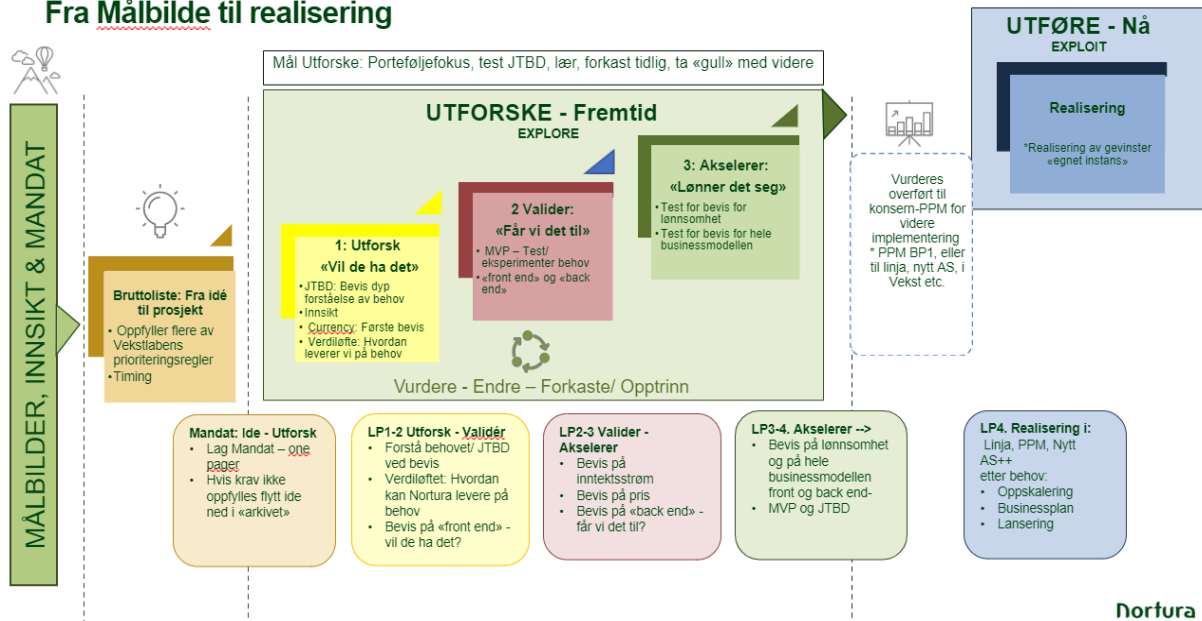 Fra Målbilde til realisering
MÅLBILDER, INNSIKT & MANDAT
Mål Utforske: Porteføljefokus, test JTBD, lær, forkast tidlig, ta «gull» med videre
UTFØRE - Nå
EXPLOIT
Realisering
*Realisering av gevinster
«egnet instans»
UTFORSKE - Fremtid
EXPLORE
Bruttoliste: Fra idé
til prosjekt
• Oppfyller flere av
Vekstlabens
prioriteringsregler
• Timing
1: Utforsk
«Vil de ha det»
• JTBD: Bevis dyp
forståelse av behov
• Innsikt
• Currency: Første bevis
• Verdiløfte: Hvordan
leverer vi på behov
2 Valider:
«Får vi det til»
• MVP – Test/
eksperimenter behov
• «front end» og «back
end»
3: Akselerer:
«Lønner det seg»
• Test for bevis for
lønnsomhet
• Test for bevis for hele
businessmodellen
Vurdere - Endre – Forkaste/ Opptrinn
Vurderes
overført til
konsern-PPM for
videre
implementering
* PPM BP1, eller
til linja, nytt AS, i
Vekst etc.
Mandat: Ide - Utforsk
• Lag Mandat – one
pager
• Hvis krav ikke
oppfylles flytt ide
ned i «arkivet»
LP1-2 Utforsk - Validér
• Forstå behovet/ JTBD
ved bevis
• Verdiløftet: Hvordan
kan Nortura levere på
behov
• Bevis på «front end» -
vil de ha det?
LP2-3 Valider -
Akselerer
• Bevis på
inntektsstrøm
• Bevis på pris
• Bevis på «back end» -
får vi det til?
LP3-4. Akselerer -->
• Bevis på lønnsomhet
og på hele
businessmodellen
front og back end-
• MVP og JTBD
LP4. Realisering i:
Linja, PPM, Nytt
AS++
etter behov:
• Oppskalering
• Businessplan
• Lansering
Nortura